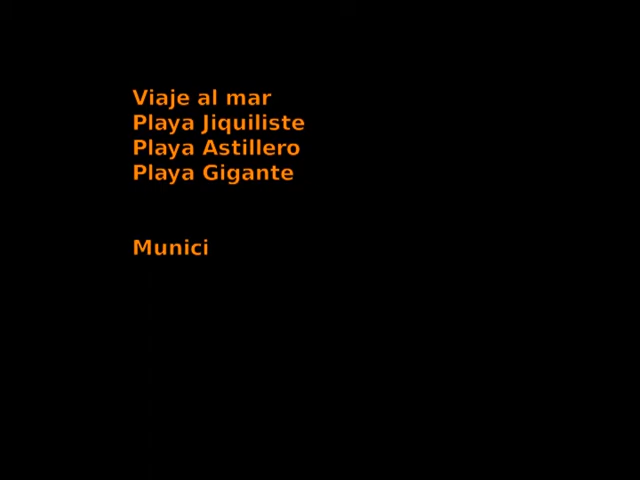 Viaje al mar
Playa Jiquiliste
Playa Astillero
Playa Gigante
Munici